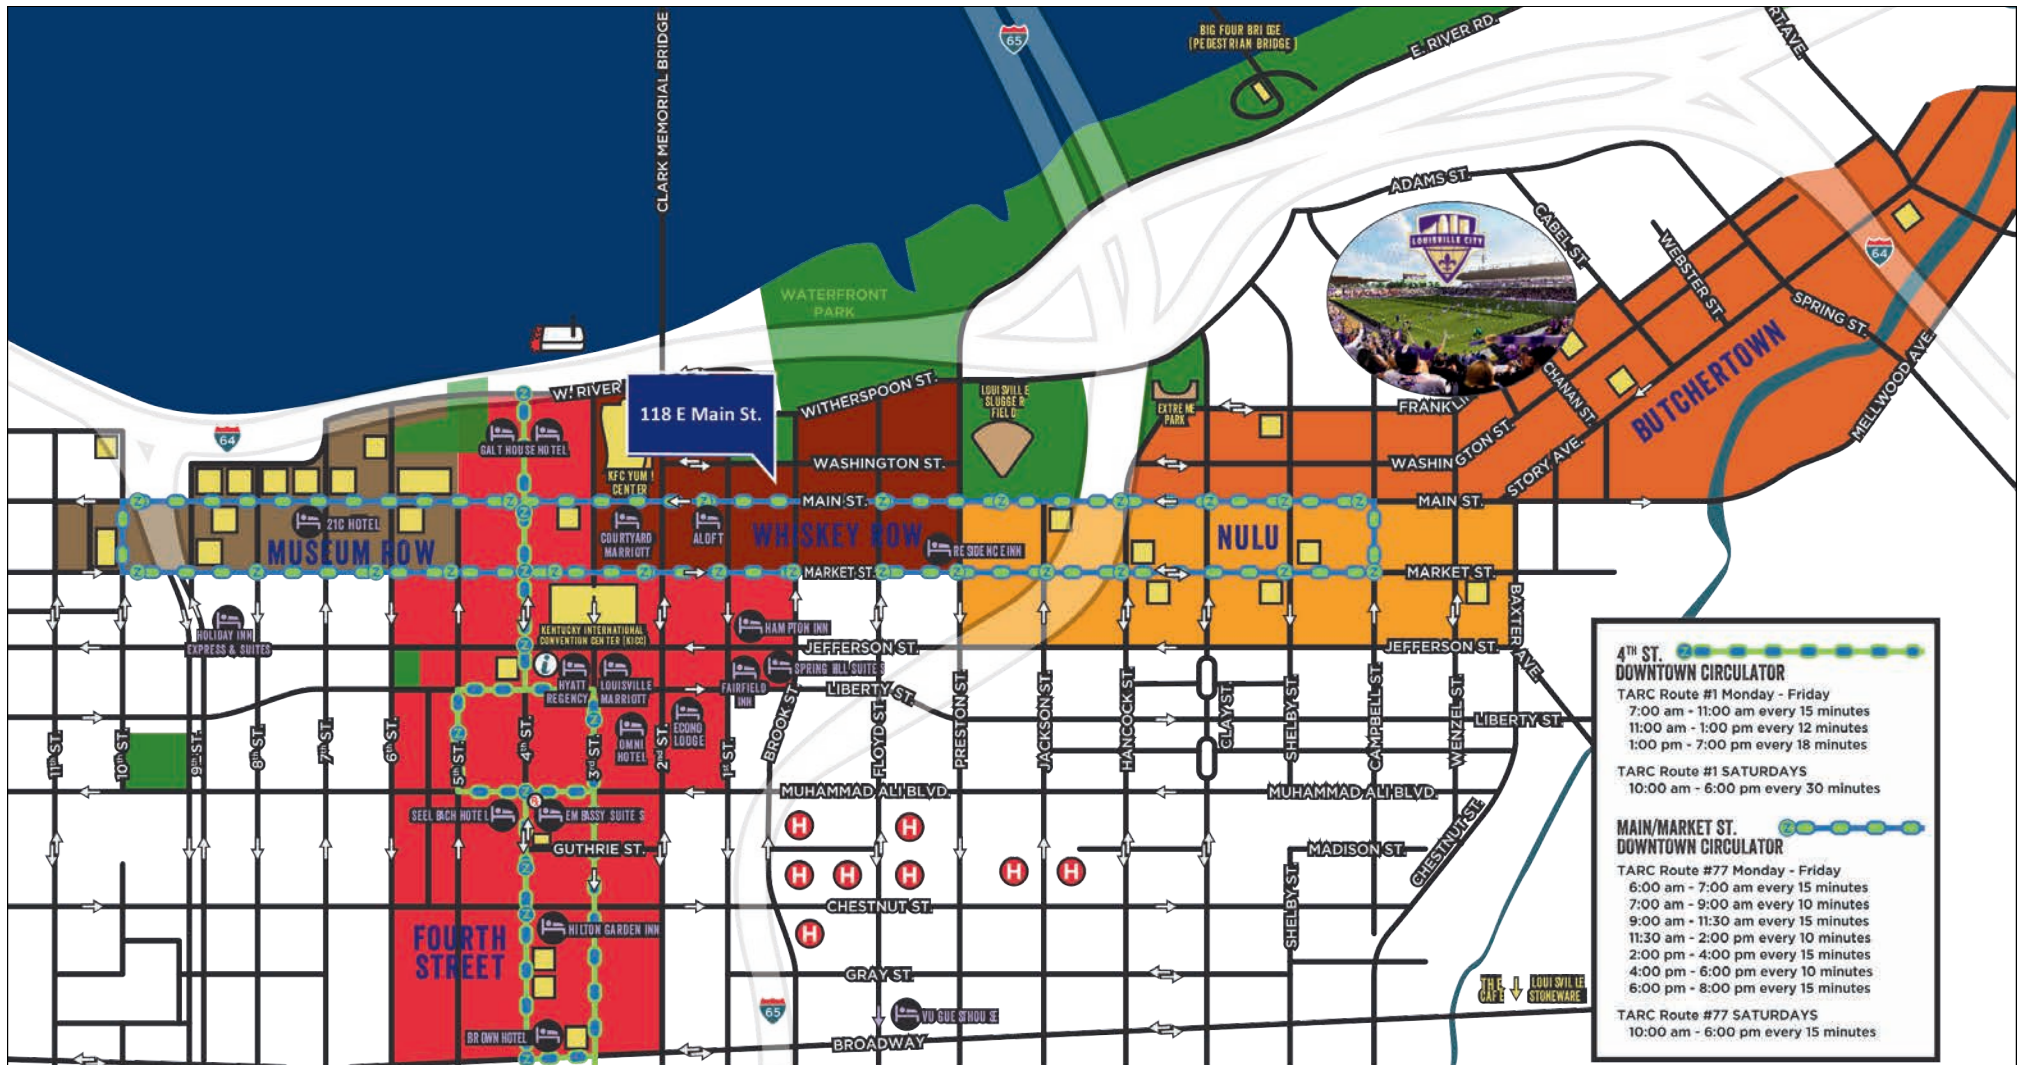 CLARK MEMORIAL BRIDGE
65
BIG FOUR BRIDGE
(PEDESTRIAN BRIDGE)
E. RIVER RD.
RT AVE.
ADAMS ST.
CABEL ST.
WEBSTER ST.
SPRING ST.
64
LOUISVILLE CITY
WATERFRONT
PARK
BUTCHERTOWN
MELLWOOD AVE.
CHANAN ST.
W. RIVER
118 E Main St.
WITHERSPOON ST.
LOUISVILLE
SLUGGER
FIELD
EXTREME
PARK
FRANKLI
64
GALT HOUSE HOTEL
KFC YUM!
CENTER
WASHINGTON ST.
WASHINGTON ST.
STORY AVE.
MAIN ST.
MAIN ST.
21C HOTEL
MUSEUM ROW
COURTYARD
MARRIOTT
ALOFT
WHISKEY ROW
RESIDENCE INN
NULU
MARKET ST.
MARKET ST.
BAXTER AVE.
HOLIDAY INN
EXPRESS & SUITES
KENTUCKY INTERNATIONAL
CONVENTION CENTER (KICC)
HAMPTON INN
JEFFERSON ST.
JEFFERSON ST.
i
HYATT
REGENCY
LOUISVILLE
MARRIOTT
FAIRFIELD
INN
SPRING HILL SUITES
LIBERTY ST.
LIBERTY ST.
OMNI
HOTEL
ECONO
LODGE
11th ST.
10th ST.
9th ST.
8th ST.
7th ST.
6th ST.
5th ST.
4th ST.
3rd ST.
2nd ST.
1st ST.
BROOK ST.
FLOYD ST.
PRESTON ST.
JACKSON ST.
HANCOCK ST.
CLAY ST.
SHELBY ST.
CAMPBELL ST.
WENZEL ST.
MUHAMMAD ALI BLVD.
MUHAMMAD ALI BLVD.
SEELBACH HOTEL
EMBASSY SUITES
GUTHRIE ST.
MADISON ST.
CHESTNUT ST.
H
H
H
H
H
H
H
H
CHESTNUT ST.
SHELBY ST.
FOURTH
STREET
HILTON GARDEN INN
GRAY ST.
65
VU GUESTHOUSE
BROWN HOTEL
BROADWAY
THE
CAFE
LOUISVILLE
STONEWARE
4TH ST.
DOWNTOWN CIRCULATOR
TARC Route #1 Monday - Friday
7:00 am - 11:00 am every 15 minutes
11:00 am - 1:00 pm every 12 minutes
1:00 pm - 7:00 pm every 18 minutes
TARC Route #1 SATURDAYS
10:00 am - 6:00 pm every 30 minutes
MAIN/MARKET ST.
DOWNTOWN CIRCULATOR
TARC Route #77 Monday - Friday
6:00 am - 7:00 am every 15 minutes
7:00 am - 9:00 am every 10 minutes
9:00 am - 11:30 am every 15 minutes
11:30 am - 2:00 pm every 10 minutes
2:00 pm - 4:00 pm every 15 minutes
4:00 pm - 6:00 pm every 10 minutes
6:00 pm - 8:00 pm every 15 minutes
TARC Route #77 SATURDAYS
10:00 am - 6:00 pm every 15 minutes